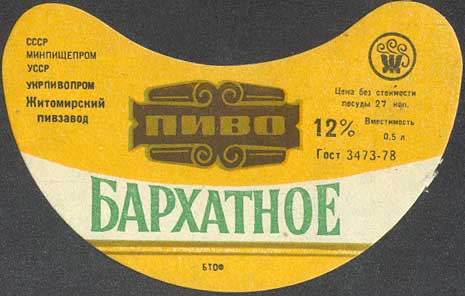 СССР
МИНПИЩЕПРОМ
УССР
УКРПИВОПРОМ
Житомирский
пивзавод
ПИВО
Ж
Цена без стоимости
посуды 27 коп.
12% Вместимость
0,5 л
Гост 3473-78
БАРХАТНОЕ
БТОФ